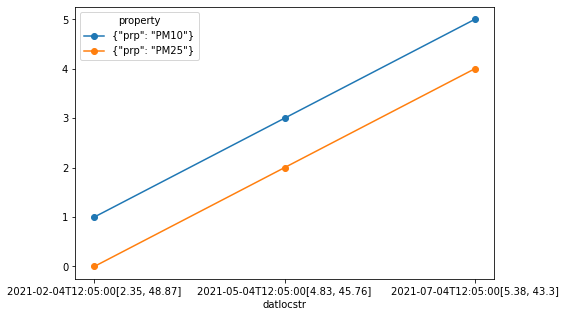 property
{"prp": "PM10"}
{"prp": "PM25"}
5
4
3
2
1
0
2021-02-04T12:05:00[2.35, 48.87] 2021-05-04T12:05:00[4.83, 45.76] 2021-07-04T12:05:00[5.38, 43.3]
datlocstr